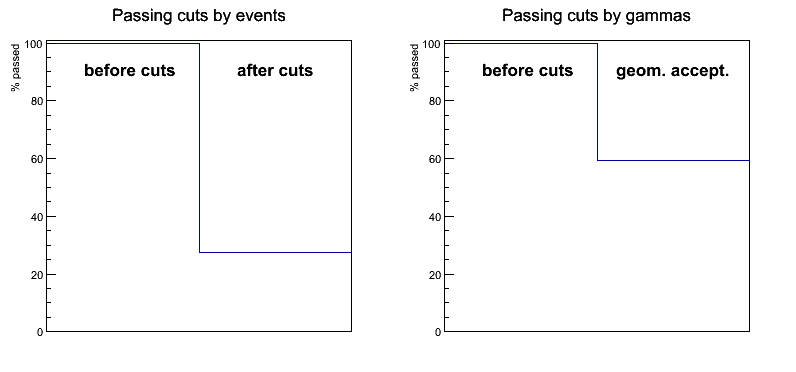 Passing cuts by events
% passed
100
80
60
40
20
0
before cuts
after cuts
Passing cuts by gammas
% passed
100
80
60
40
20
0
before cuts
geom. accept.